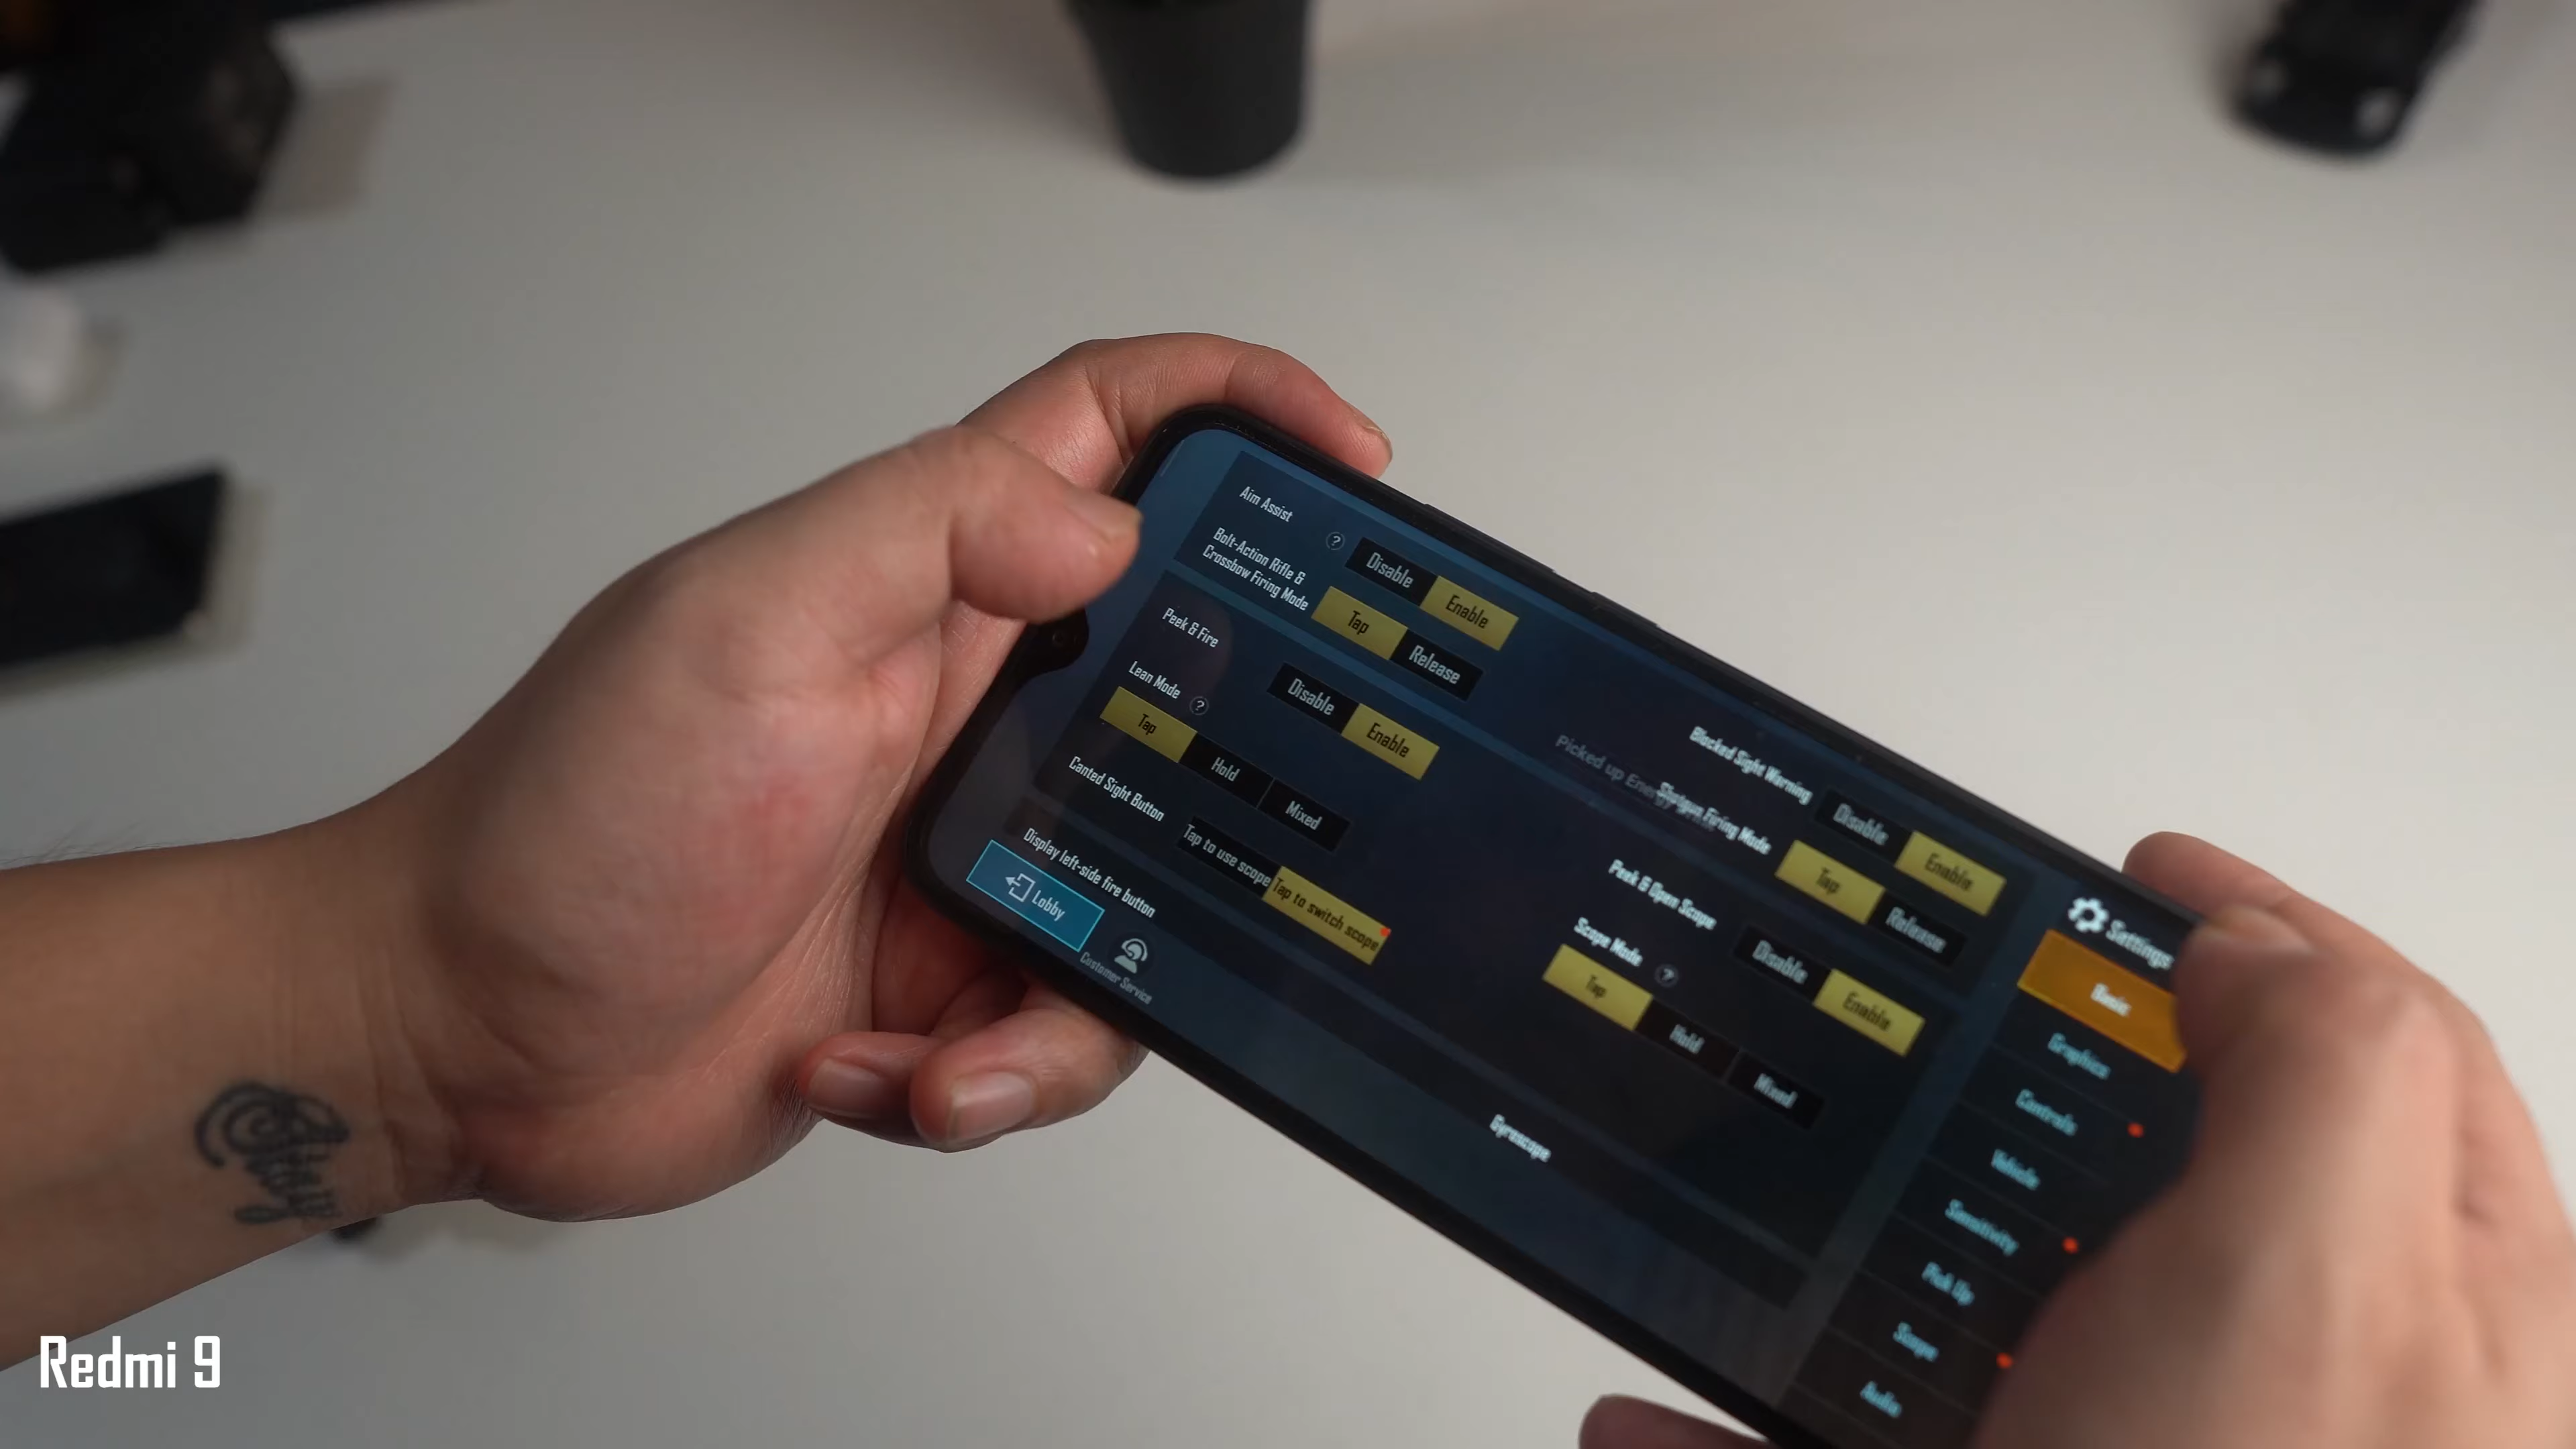 Aim Assist
?
Disable
Enable
Bolt-Action Rifle &
Crossbow Firing Mode
Tap
Release
Blocked Sight Warning
Disable
Enable
Picked up Energy
Shotgun Firing Mode
Tap
Release
Peek & Fire
Disable
Enable
Peek & Open Scope
Disable
Enable
Lean Mode
?
Tap
Hold
Mixed
Scope Mode
?
Tap
Hold
Mixed
Canted Sight Button
Tap to use scope
Tap to switch scope
Display left-side fire button
Gyroscope
Lobby
Customer Service
Settings
Basic
Graphics
Controls
Vehicle
Sensitivity
Pick Up
Scope
Audio
Redmi 9